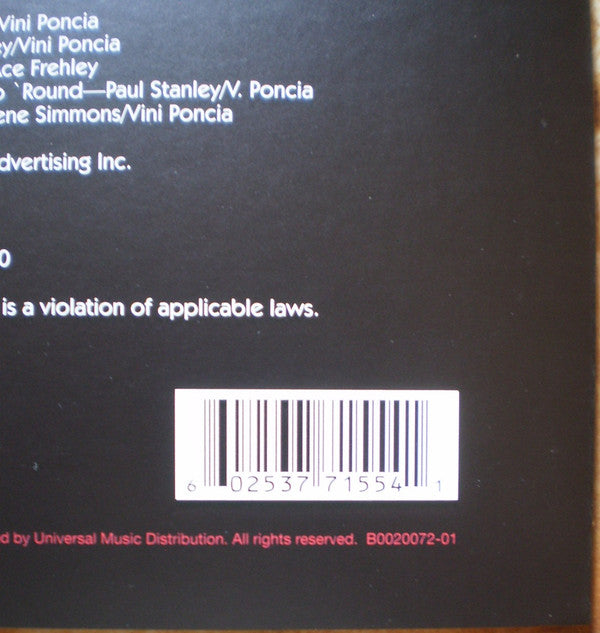 Vini Poncia
ey/Vini Poncia
Ace Frehley
o `Round—Paul Stanley/V. Poncia
ene Simmons/Vini Poncia
dvertising Inc.
0
is a violation of applicable laws.
6 02537 71554 1
d by Universal Music Distribution. All rights reserved. B0020072-01